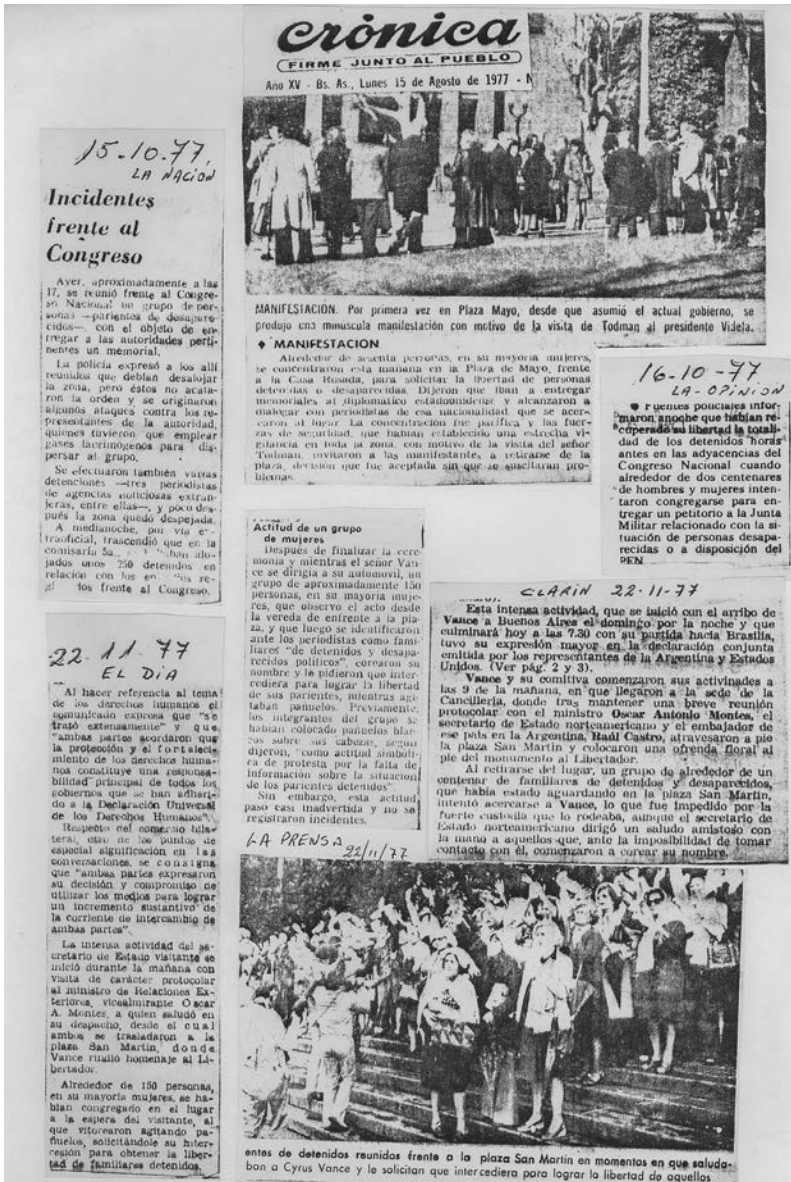 crónica
FIRME JUNTO AL PUEBLO
Año XV - Bs. As., Lunes 15 de Agosto de 1977 - N
MANIFESTACIÓN. Por primera vez en Plaza Mayo, desde que asumió el actual gobierno, se
produjo una minuscula manifestación con motivo de la visita de Todman al presidente Videla.
MANIFESTACION
Alrededor de personas, en su mayoría mujeres,
se concentraron esta mañana en la Plaza de Mayo, frente
a la Casa Rosada, para solicitar la libertad de personas
detenidas o desaparecidas. Dijeron que iban a entregar
memoriales al diplomático estadounidense y alcanzaron a
dialogar con periodistas de esa nacionalidad, que se acer-
caron al lugar. La concentración fue pacífica y las fuer-
zas de seguridad, que habían establecido una estrecha vi-
gilancia en toda la zona, con motivo de la visita del señor
Todman, invitaron a las manifestantes a retirarse de la
plaza, decisión que fue aceptada sin que se suscitaran pro-
blemas.
15-10-77,
LA NACION
Incidentes
frente al
Congreso
Ayer, aproximadamente a las
17, se reunió frente al Congre-
so Nacional un grupo de per-
sonas —parientes de desapare-
cidos—, con el objeto de en-
tregar a las autoridades perti-
nentes un memorial.
La policía expresó a los allí
reunidos que debían desalojar
la zona, pero éstos no acata-
ron la orden y se originaron
algunos ataques contra los re-
presentantes de la autoridad,
quienes tuvieron que emplear
gases lacrimógenos para dis-
persar al grupo.
Se efectuaron también varias
detenciones —tres periodistas
de agencias noticiosas extran-
jeras, entre ellas—, y poco des-
pués la zona quedó despejada.
A medianoche, por vía ex-
traoficial, trascendió que en la
comisaría 5a., alo-
jados unos 250 detenidos en
relación con los re-
frente al Congreso.
16-10-77
LA-OPINION
Fuentes policiales infor-
maron anoche que habían re-
cuperado su libertad la totali-
dad de los detenidos horas
antes en las adyacencias del
Congreso Nacional cuando
alrededor de dos centenares
de hombres y mujeres inten-
taron congregarse para en-
tregar un petitorio a la Junta
Militar relacionado con la si-
tuación de personas desapa-
recidas o a disposición del
PEN
Actitud de un grupo
de mujeres
Después de finalizar la cere-
monia y mientras el señor Van-
ce se dirigía a su automóvil, un
grupo de aproximadamente 150
personas, en su mayoría muje-
res, que observó el acto desde
la vereda de enfrente a la pla-
za, y que luego se identificaron
ante los periodistas como fami-
liares "de detenidos y desapa-
recidos políticos", corearon su
nombre y le pidieron que inter-
cediera para lograr la libertad
de sus parientes, mientras agi-
taban pañuelos. Previamente,
los integrantes del grupo se
habían colocado pañuelos blan-
cos sobre sus cabezas, según
dijeron, "como actitud simbóli-
ca de protesta por la falta de
información sobre la situación
de los parientes detenidos".
Sin embargo, esta actitud
pasó casi inadvertida y no se
registraron incidentes.
LA PRENSA
22/11/77
CLARIN 22-11-77
Esta intensa actividad, que se inició con el arribo de
Vance a Buenos Aires el domingo por la noche y que
culminará hoy a las 7.30 con su partida hacia Brasilia,
tuvo su expresión mayor en la declaración conjunta
emitida por los representantes de la Argentina y Estados
Unidos. (Ver pág. 2 y 3).
Vance y su comitiva comenzaron sus activinades a
las 9 de la mañana, en que llegaron a la sede de la
Cancillería, donde tras mantener una breve reunión
protocolar con el ministro Oscar Antonio Montes, el
secretario de Estado norteamericano y el embajador de
ese país en la Argentina, Raúl Castro, atravesaron a pie
la plaza San Martín y colocaron una ofrenda floral al
pie del monumento al Libertador.
Al retirarse del lugar, un grupo de alrededor de un
centenar de familiares de detenidos y desaparecidos,
que había estado aguardando en la plaza San Martín,
intentó acercarse a Vance, lo que fue impedido por la
fuerte custodia que lo rodeaba, aunque el secretario de
Estado norteamericano dirigó un saludo amistoso con
la mano a aquellos que, ante la imposibilidad de tomar
contacto con él, comenzaron a corear su nombre.
22-11-77
EL DIA
Al hacer referencia al tema
de los derechos humanos el
comunicado expresa que "se
trató extensamente" y que
"ambas partes acordaron que
la protección y el fortaleci-
miento de los derechos huma-
nos constituye una responsa-
bilidad principal de todos los
gobiernos que se han adheri-
do a la Declaración Universal
de los Derechos Humanos".
Respecto del comercio bila-
teral, otro de los puntos de
especial significación en las
conversaciones, se consigna
que "ambas partes expresaron
su decisión y compromiso de
utilizar los medios para lograr
un incremento sustantivo de
la corriente de intercambio de
ambas partes".
La intensa actividad del se-
cretario de Estado visitante se
inició durante la mañana con
visita de carácter protocolar
al ministro de Relaciones Ex-
teriores, vicealmirante Oscar
A. Montes, a quien saludó en
su despacho, desde el cual
ambos se trasladaron a la
plaza San Martín, donde
Vance rindió homenaje al Li-
bertador.
Alrededor de 150 personas,
en su mayoría mujeres, se ha-
bían congregado en el lugar
a la espera del visitante, al
que vitorearon agitando pa-
ñuelos, solicitándole su inter-
cesión para obtener la liber-
tad de familiares detenidos.
entes de detenidos reunidos frente a la plaza San Martín en momentos en que saluda-
ban a Cyrus Vance y le solicitan que intercediera para lograr la libertad de aquellos